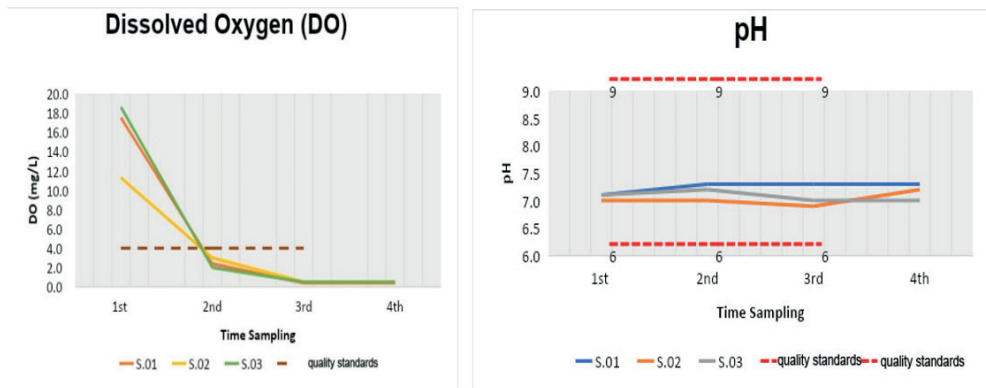 Dissolved Oxygen (DO)
DO (mg/L)
20.0
18.0
16.0
14.0
12.0
10.0
8.0
6.0
4.0
2.0
0.0
1st 2nd 3rd 4th
Time Sampling
S.01 S.02 S.03 quality standards
pH
pH
9.0
8.5
8.0
7.5
7.0
6.5
6.0
9 9 9
6 6 6
1st 2nd 3rd 4th
Time Sampling
S.01 S.02 S.03 quality standards quality standards